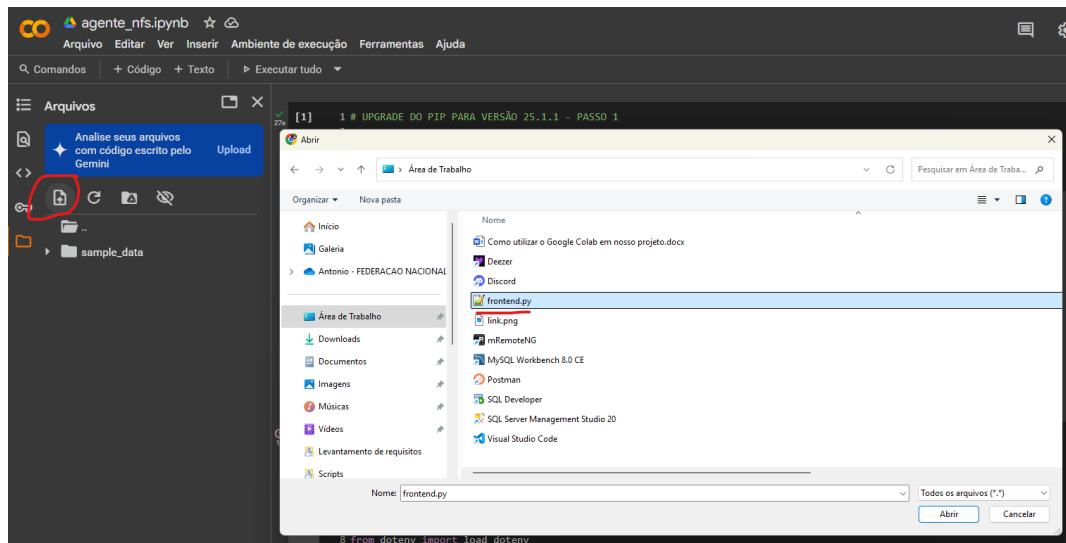 agente_nfs.ipynb
Arquivo Editar Ver Inserir Ambiente de execução Ferramentas Ajuda
Comandos + Código + Texto Executar tudo
Arquivos
Analise seus arquivos com código escrito pelo Gemini
Upload
..
sample_data
27s [1] 1 # UPGRADE DO PIP PARA VERSÃO 25.1.1 - PASSO 1
Abrir
Área de Trabalho
Pesquisar em Área de Traba...
Organizar Nova pasta
Início
Galeria
Antonio - FEDERACAO NACIONAL
Área de Trabalho
Downloads
Documentos
Imagens
Músicas
Vídeos
Levantamento de requisitos
Scripts
Nome
Como utilizar o Google Colab em nosso projeto.docx
Deezer
Discord
frontend.py
link.png
mRemoteNG
MySQL Workbench 8.0 CE
Postman
SQL Developer
SQL Server Management Studio 20
Visual Studio Code
Nome: frontend.py
Todos os arquivos (*.*)
Abrir Cancelar
8 from dotenv import load_dotenv